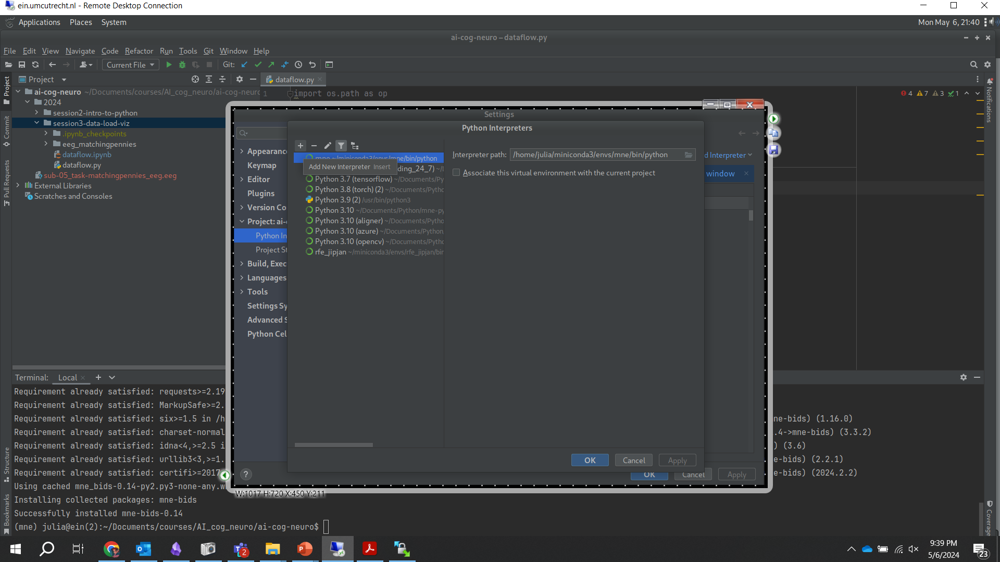 ein.umcutrecht.nl - Remote Desktop Connection
Applications Places System
Mon May 6, 21:40
ai-cog-neuro – dataflow.py
File Edit View Navigate Code Refactor Run Tools Git Window Help
Current File
Git:
Project
dataflow.py
ai-cog-neuro ~/Documents/courses/AI_cog_neuro/ai-cog-neuro
1 import os.path as op
4 7 3 1
2024
session2-intro-to-python
session3-data-load-viz
.ipynb_checkpoints
eeg_matchingpennies
dataflow.ipynb
dataflow.py
sub-05_task-matchingpennies_eeg.eeg
External Libraries
Scratches and Consoles
Project
Commit
Pull Requests
Structure
Bookmarks
Notifications
Coverage
Settings
Python Interpreters
Appearanc
Keymap
Editor
Plugins
Version Co
Project: ai-c
Python In
Project St
Build, Exec
Languages
Tools
Settings Sy
Advanced S
Python Cel
mne ~/miniconda3/envs/mne/bin/python
Add New Interpreter Insert
ding_24_7) ~/D
Python 3.7 (tensorflow) ~/Documents/Py
Python 3.8 (torch) (2) ~/Documents/Pytho
Python 3.9 (2) /usr/bin/python3
Python 3.10 ~/Documents/Python/mne-py
Python 3.10 (aligner) ~/Documents/Pytho
Python 3.10 (azure) ~/Documents/Python
Python 3.10 (opencv) ~/Documents/Pytho
rfe_jipjan ~/miniconda3/envs/rfe_jipjan/bin
Interpreter path: /home/julia/miniconda3/envs/mne/bin/python
Associate this virtual environment with the current project
d Interpreter
window
OK Cancel Apply
? OK Cancel Apply
W:1017 H:720 X:450 Y:211
Terminal: Local
Requirement already satisfied: requests>=2.19
Requirement already satisfied: MarkupSafe>=2.
Requirement already satisfied: six>=1.5 in /h ne-bids) (1.16.0)
Requirement already satisfied: charset-normal .4->mne-bids) (3.3.2)
Requirement already satisfied: idna<4,>=2.5 i ) (3.6)
Requirement already satisfied: urllib3<3,>=1. e-bids) (2.2.1)
Requirement already satisfied: certifi>=2017 e-bids) (2024.2.2)
Using cached mne_bids-0.14-py2.py3-none-any.w
Installing collected packages: mne-bids
Successfully installed mne-bids-0.14
(mne) julia@ein(2):~/Documents/courses/AI_cog_neuro/ai-cog-neuro$
2
9:39 PM
5/6/2024
23